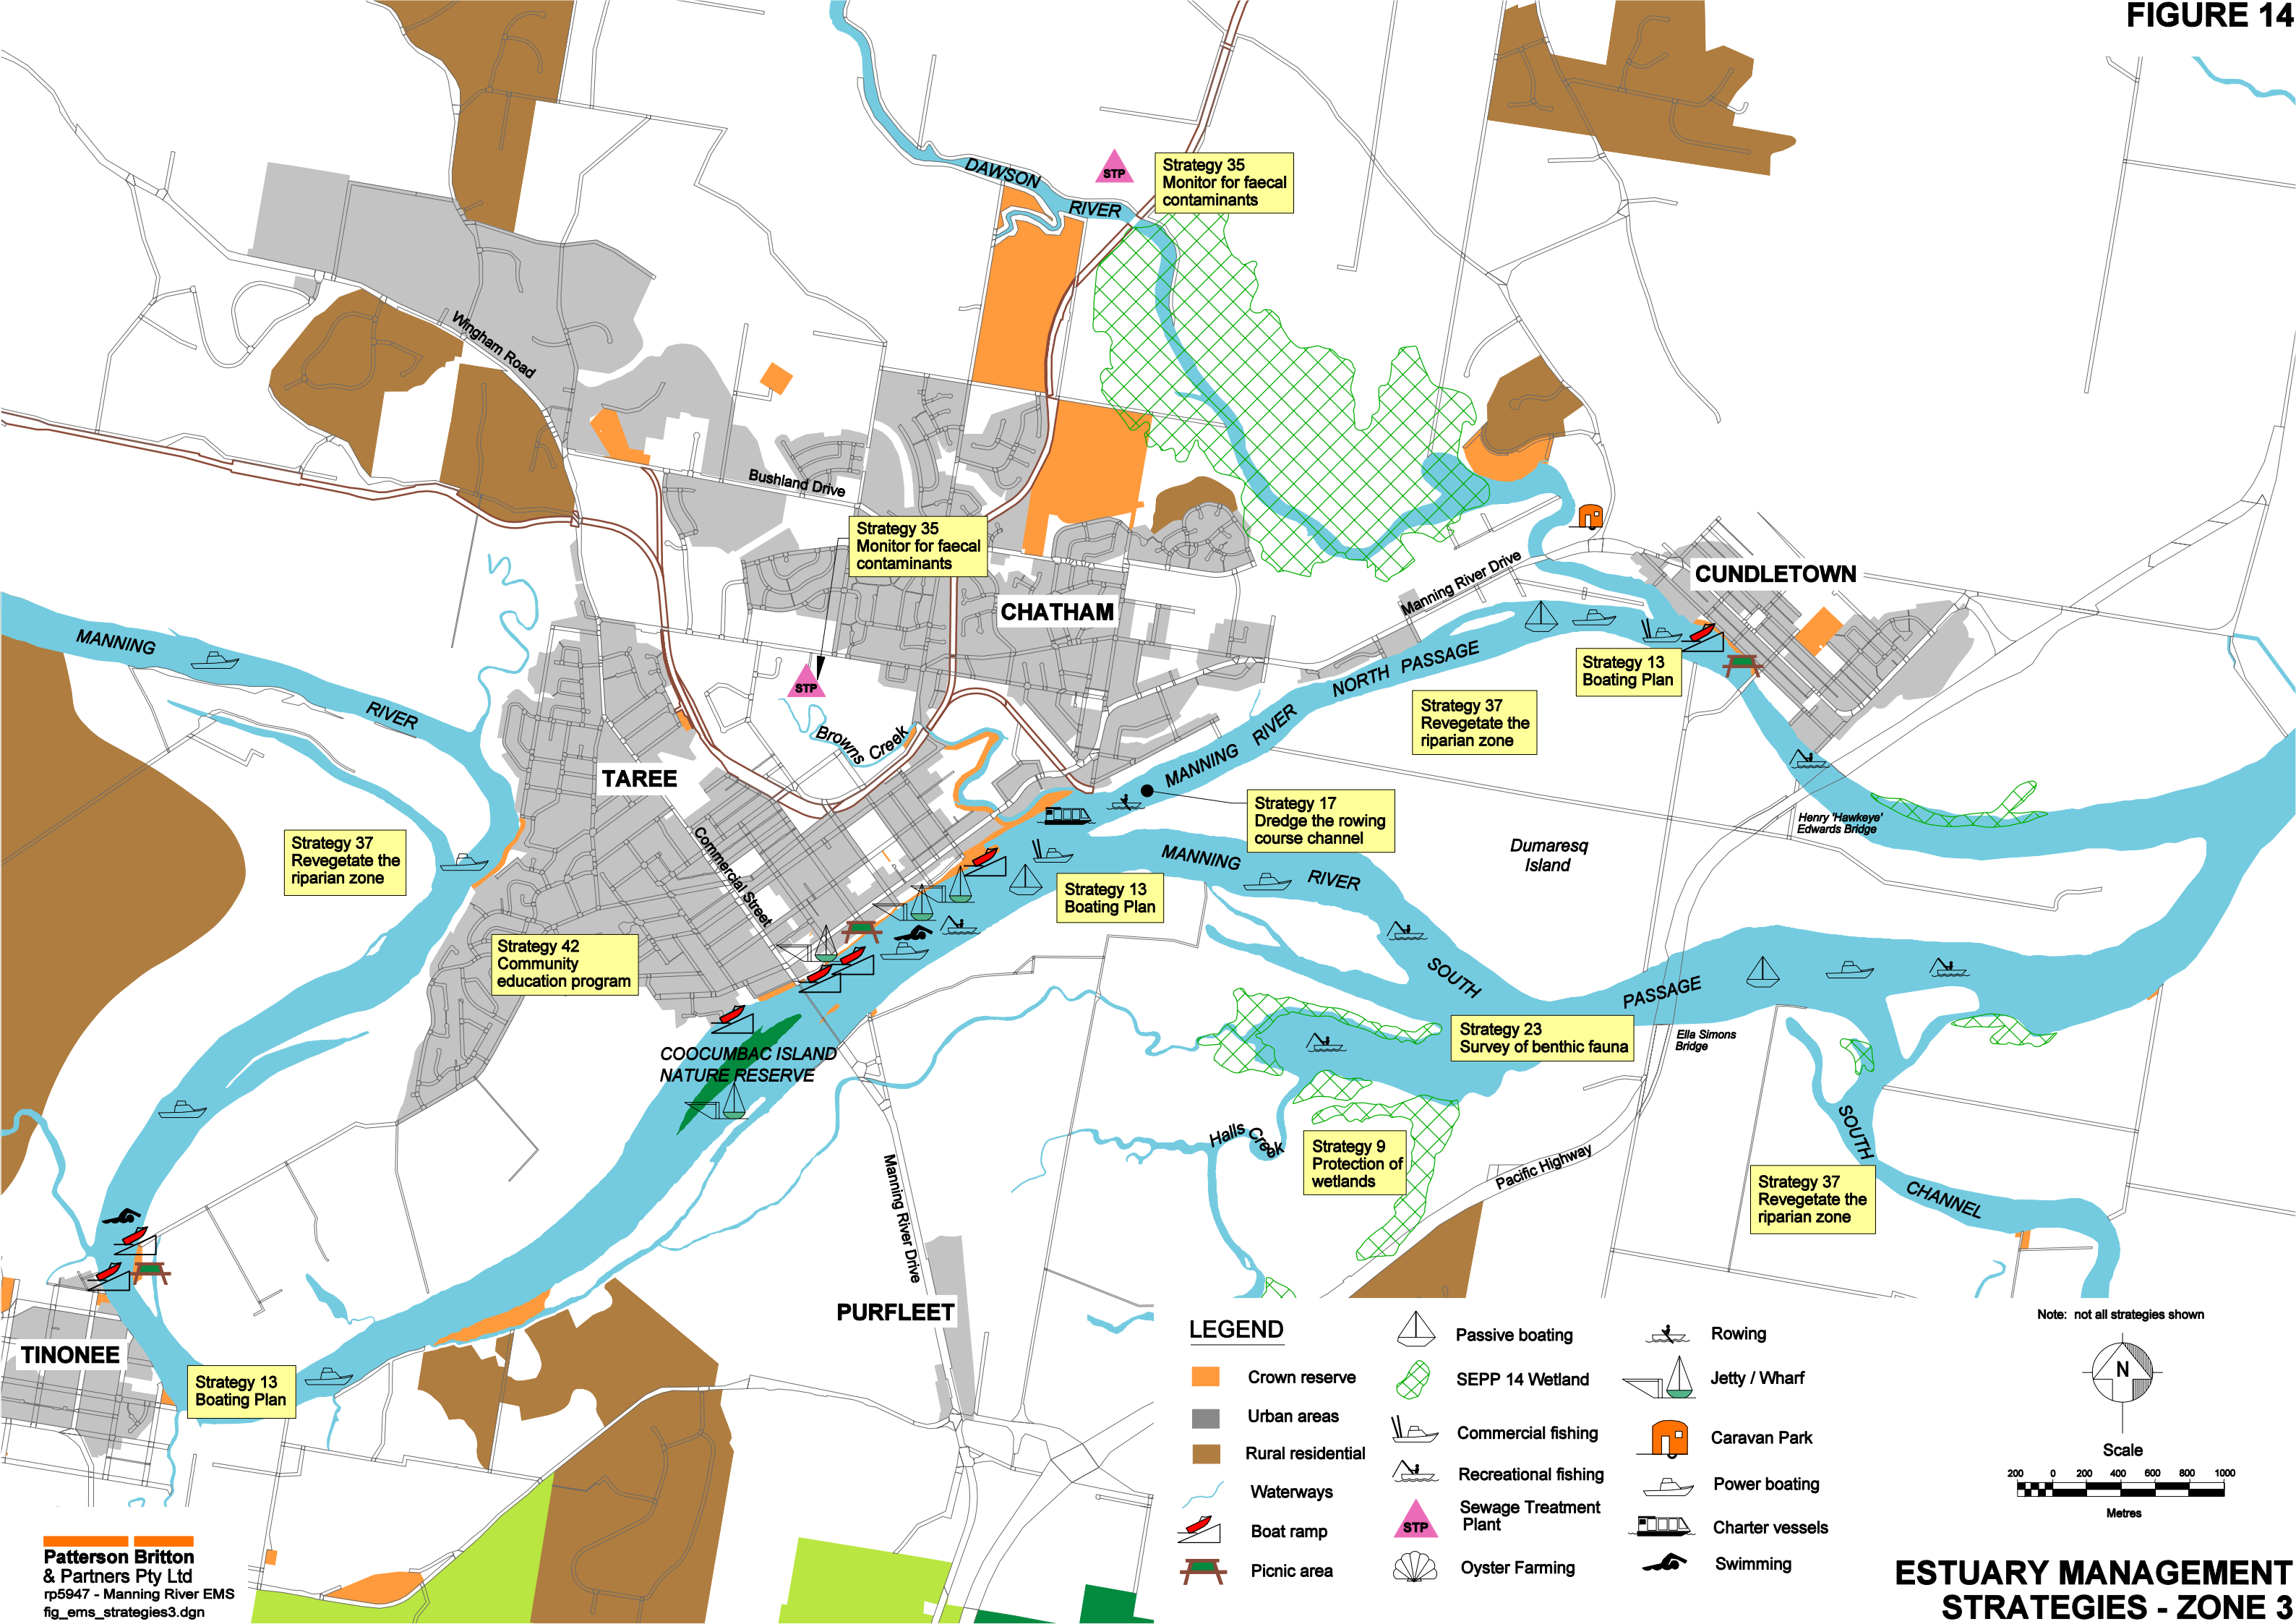 FIGURE 14
DAWSON
RIVER
STP
Strategy 35
Monitor for faecal
contaminants
Wingham Road
Bushland Drive
Strategy 35
Monitor for faecal
contaminants
STP
CHATHAM
CUNDLETOWN
Manning River Drive
MANNING
RIVER
NORTH PASSAGE
MANNING RIVER
Strategy 13
Boating Plan
Strategy 37
Revegetate the
riparian zone
Browns Creek
TAREE
Strategy 37
Revegetate the
riparian zone
Commercial Street
Strategy 17
Dredge the rowing
course channel
Henry 'Hawkeye'
Edwards Bridge
Dumaresq
Island
MANNING
RIVER
SOUTH
PASSAGE
Strategy 13
Boating Plan
Strategy 42
Community
education program
COOCUMBAC ISLAND
NATURE RESERVE
Strategy 23
Survey of benthic fauna
Ella Simons
Bridge
Halls Creek
Strategy 9
Protection of
wetlands
Pacific Highway
SOUTH
CHANNEL
Strategy 37
Revegetate the
riparian zone
Manning River Drive
PURFLEET
TINONEE
Strategy 13
Boating Plan
LEGEND
Crown reserve
Urban areas
Rural residential
Waterways
Boat ramp
Picnic area
Passive boating
SEPP 14 Wetland
Commercial fishing
Recreational fishing
STP
Sewage Treatment
Plant
Oyster Farming
Rowing
Jetty / Wharf
Caravan Park
Power boating
Charter vessels
Swimming
Note: not all strategies shown
N
Scale
200 0 200 400 600 800 1000
Metres
Patterson Britton
& Partners Pty Ltd
rp5947 - Manning River EMS
fig_ems_strategies3.dgn
ESTUARY MANAGEMENT
STRATEGIES - ZONE 3